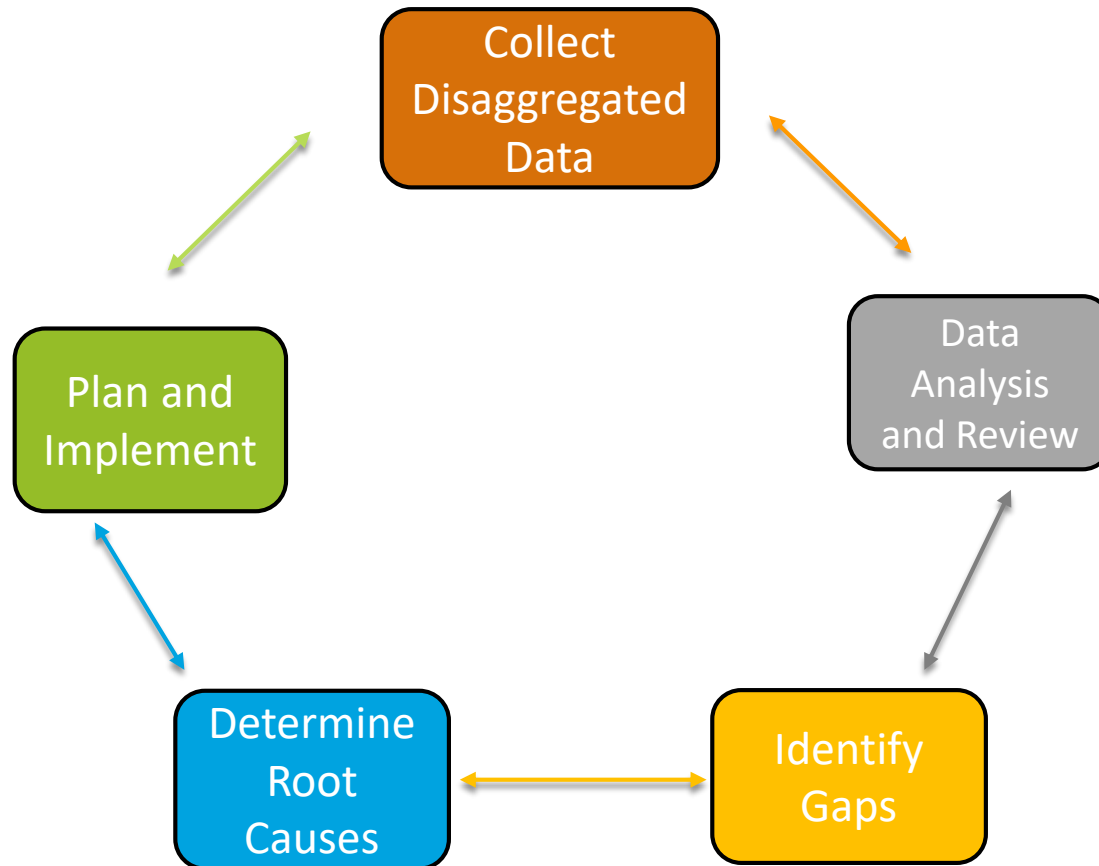 Collect
Disaggregated
Data
Data
Analysis
and Review
Plan and
Implement
Determine
Root
Causes
Identify
Gaps